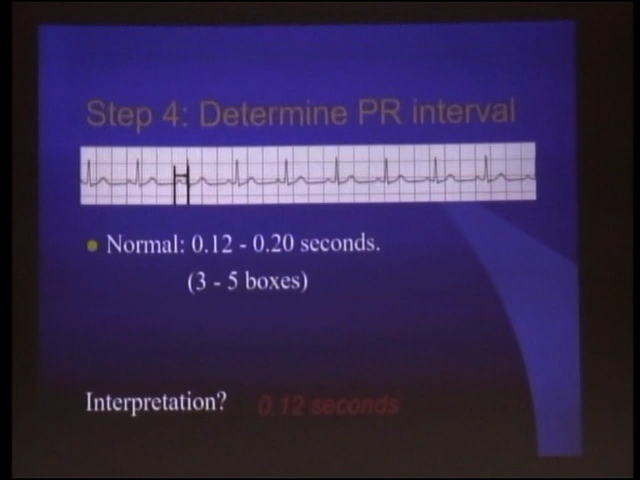 Step 4: Determine PR interval
Normal: 0.12 - 0.20 seconds.
(3 - 5 boxes)
Interpretation? 0.12 seconds